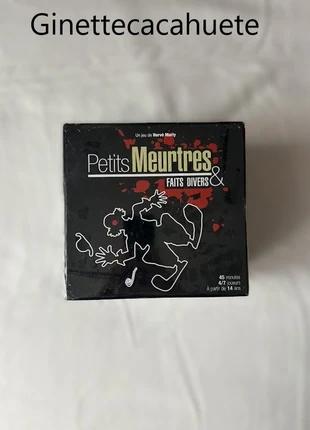 Ginettecacahuete
Un jeu de Hervé Marly
Petits Meurtres
& FAITS DIVERS
45 minutes
4/7 joueurs
à partir de 14 ans